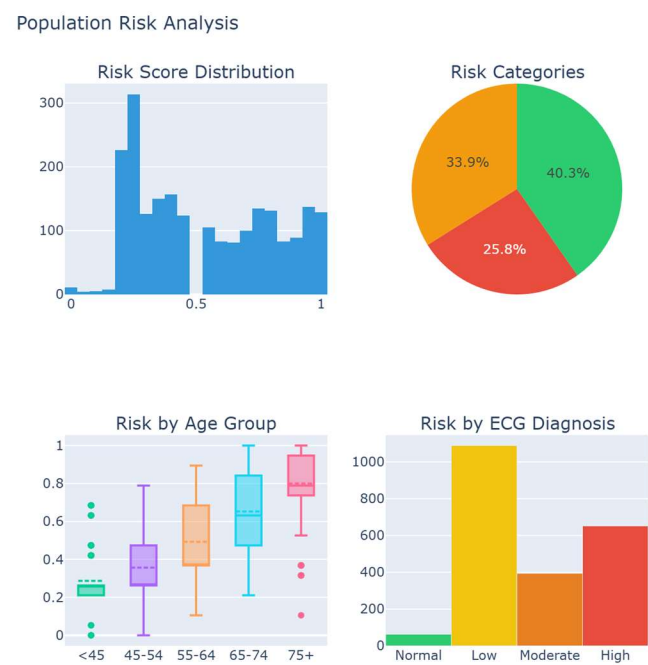 Population Risk Analysis
Risk Score Distribution
300
200
100
0
0 0.5 1
Risk Categories
33.9%
40.3%
25.8%
Risk by Age Group
1
0.8
0.6
0.4
0.2
0
<45 45-54 55-64 65-74 75+
Risk by ECG Diagnosis
1000
800
600
400
200
0
Normal Low Moderate High